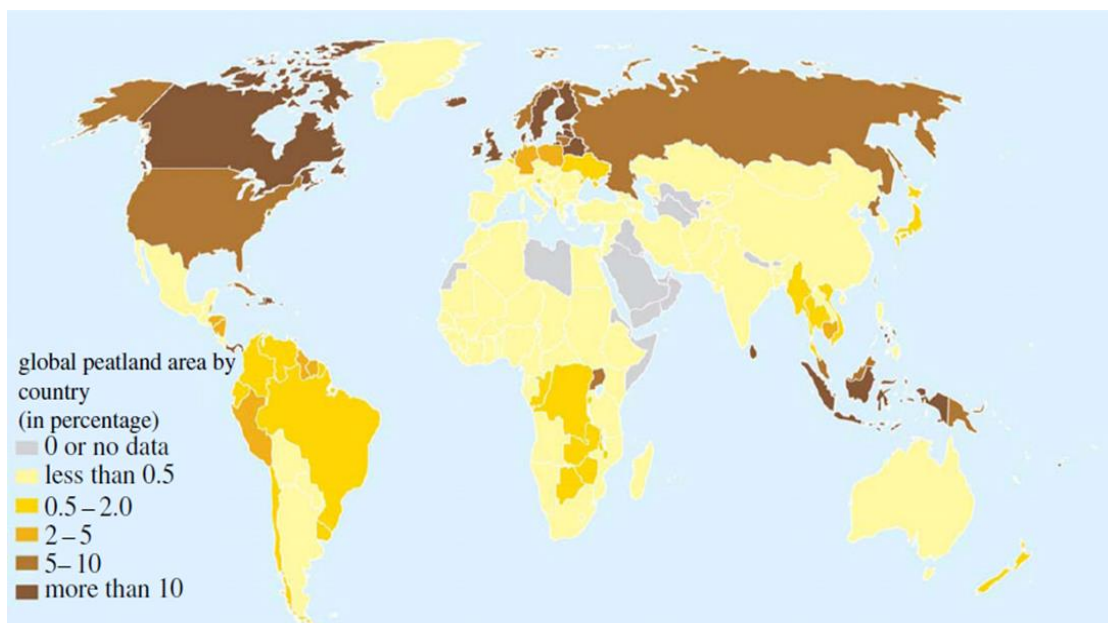 global peatland area by
country
(in percentage)
0 or no data
less than 0.5
0.5 – 2.0
2 – 5
5– 10
more than 10